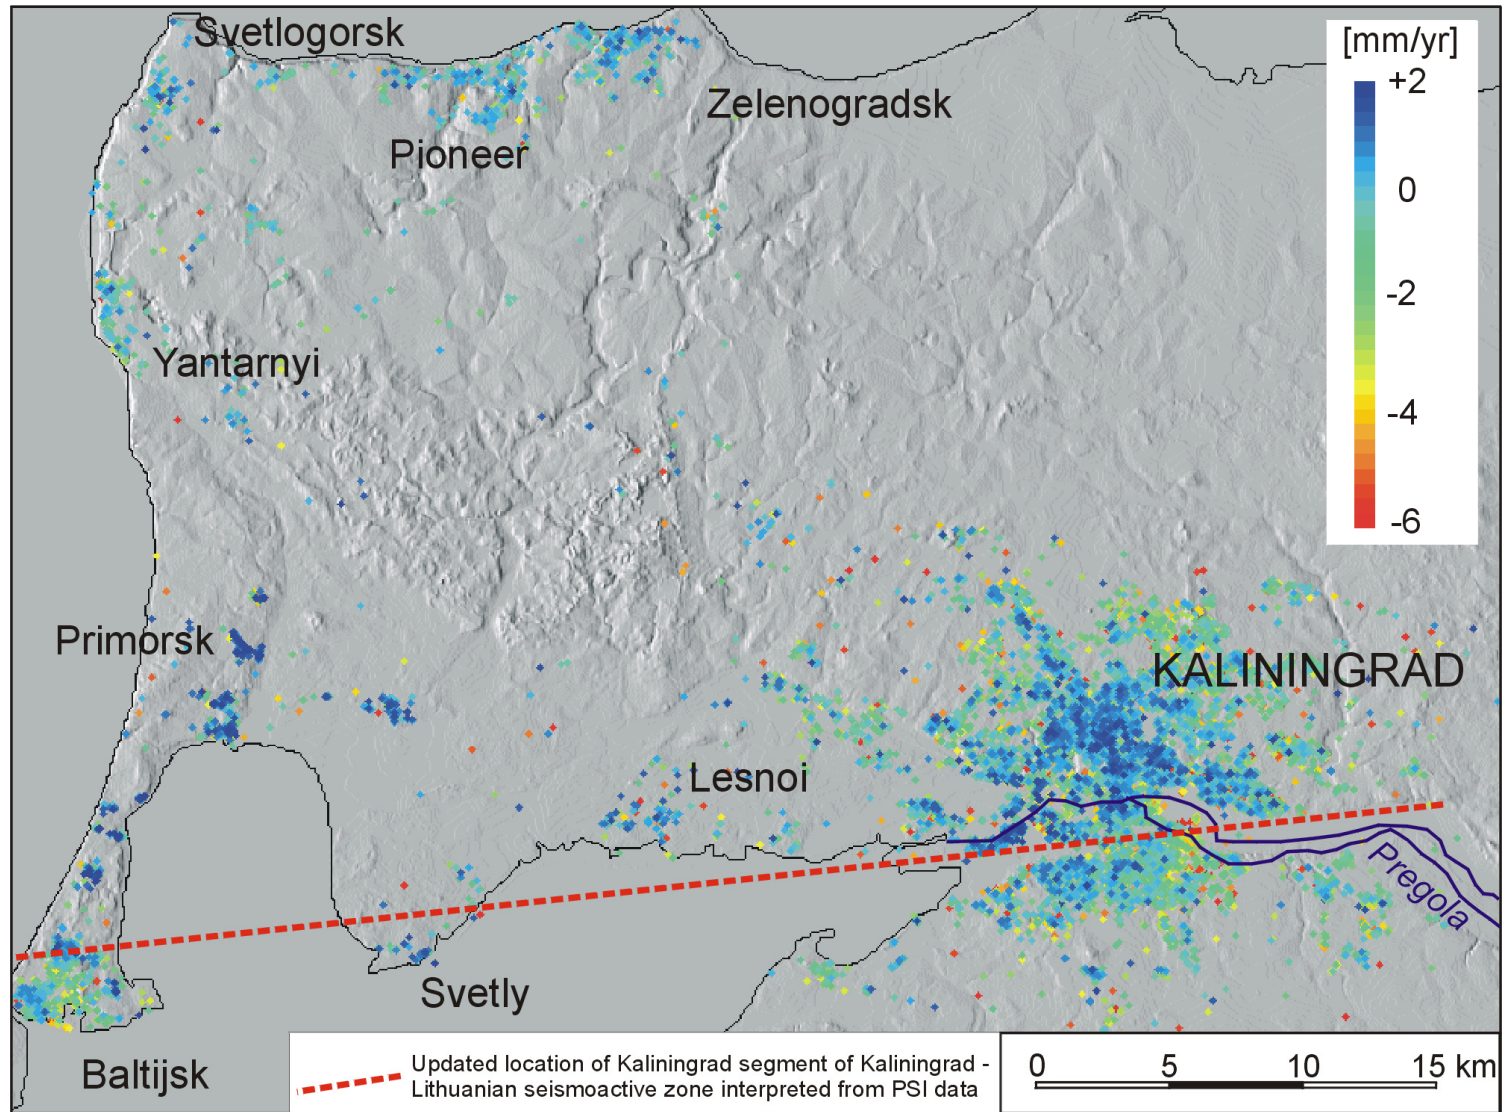 Svetlogorsk
[mm/yr]
+2
Zelenogradsk
Pioneer
0
-2
Yantarnyi
-4
-6
Primorsk
KALININGRAD
Lesnoi
Pregola
Svetly
Baltijsk
Updated location of Kaliningrad segment of Kaliningrad -
Lithuanian seismoactive zone interpreted from PSI data
0 5 10 15 km